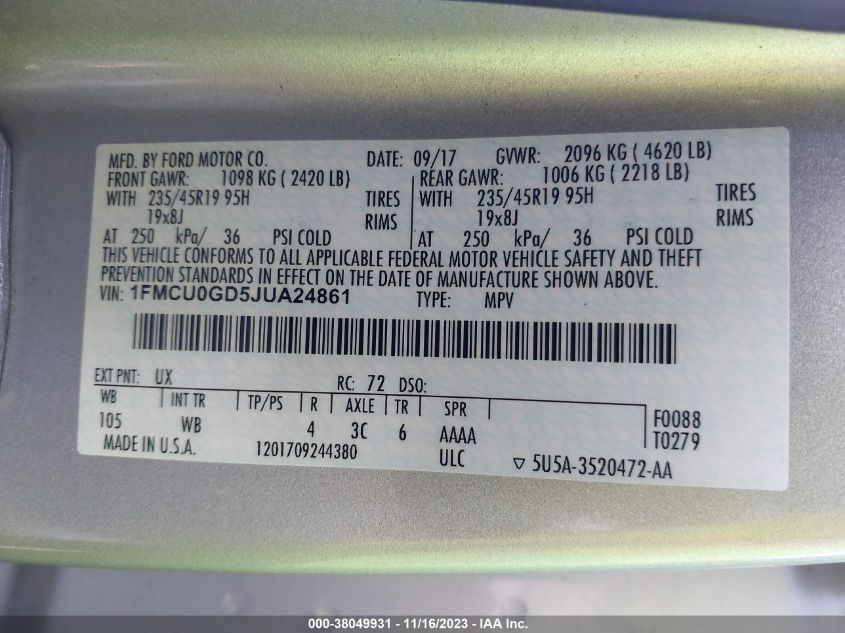 MFD. BY FORD MOTOR CO. DATE: 09/17 GVWR: 2096 KG ( 4620 LB)
FRONT GAWR: 1098 KG ( 2420 LB) REAR GAWR: 1006 KG ( 2218 LB)
WITH 235/45R19 95H TIRES WITH 235/45R19 95H TIRES
19x8J RIMS 19x8J RIMS
AT 250 kPa/ 36 PSI COLD AT 250 kPa/ 36 PSI COLD
THIS VEHICLE CONFORMS TO ALL APPLICABLE FEDERAL MOTOR VEHICLE SAFETY AND THEFT
PREVENTION STANDARDS IN EFFECT ON THE DATE OF MANUFACTURE SHOWN ABOVE.
VIN: 1FMCU0GD5JUA24861 TYPE: MPV
EXT PNT: UX RC: 72 DSO:
WB INT TR TP/PS R AXLE TR SPR
105 WB 4 3C 6 AAAA F0088
T0279
MADE IN U.S.A. 1201709244380 ULC ▽ 5U5A-3520472-AA
000-38049931 - 11/16/2023 - IAA Inc.